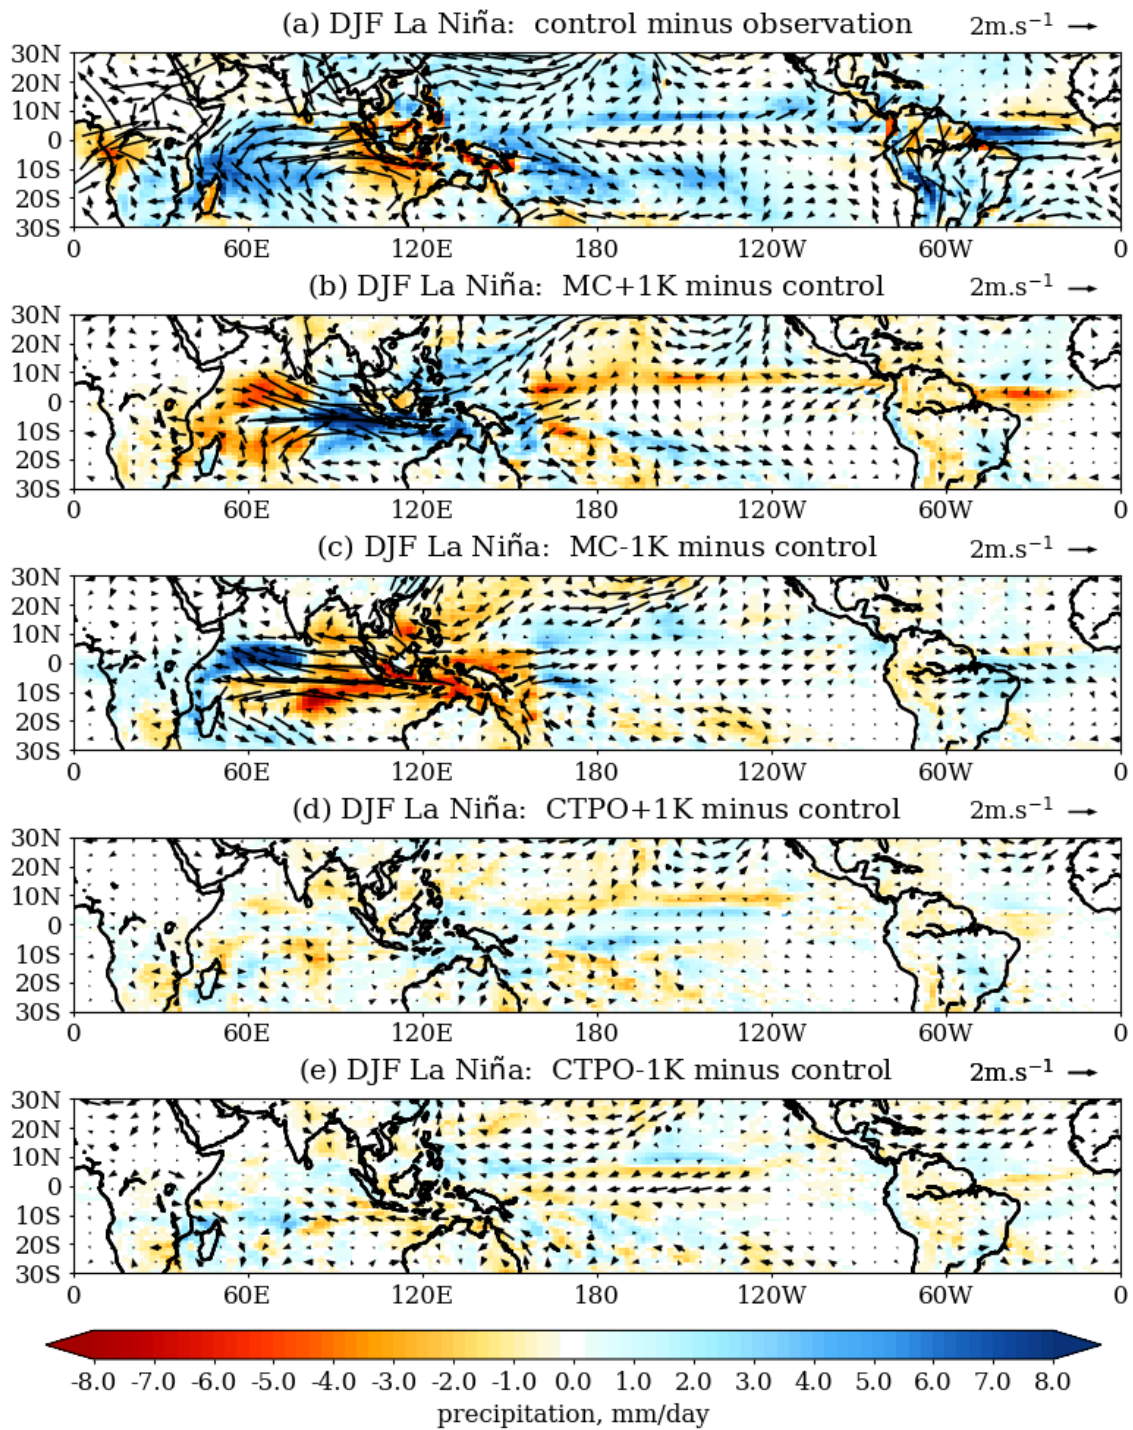 (a) DJF La Niña: control minus observation 2m.s⁻¹
30N
20N
10N
0
10S
20S
30S
0 60E 120E 180 120W 60W 0
(b) DJF La Niña: MC+1K minus control 2m.s⁻¹
30N
20N
10N
0
10S
20S
30S
0 60E 120E 180 120W 60W 0
(c) DJF La Niña: MC-1K minus control 2m.s⁻¹
30N
20N
10N
0
10S
20S
30S
0 60E 120E 180 120W 60W 0
(d) DJF La Niña: CTPO+1K minus control 2m.s⁻¹
30N
20N
10N
0
10S
20S
30S
0 60E 120E 180 120W 60W 0
(e) DJF La Niña: CTPO-1K minus control 2m.s⁻¹
30N
20N
10N
0
10S
20S
30S
0 60E 120E 180 120W 60W 0
-8.0 -7.0 -6.0 -5.0 -4.0 -3.0 -2.0 -1.0 0.0 1.0 2.0 3.0 4.0 5.0 6.0 7.0 8.0
precipitation, mm/day